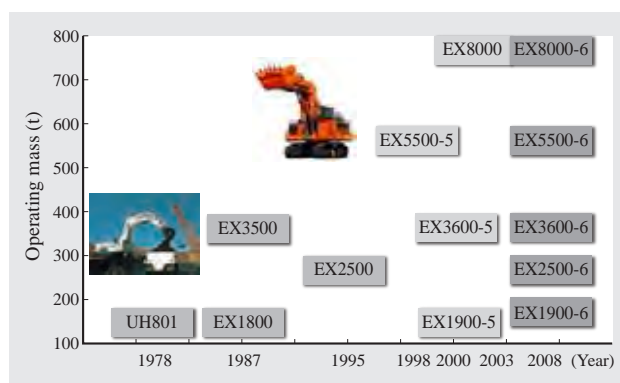 Operating mass (t)
800
700
600
500
400
300
200
100
EX8000
EX8000-6
EX5500-5
EX5500-6
EX3500
EX3600-5
EX3600-6
EX2500
EX2500-6
UH801
EX1800
EX1900-5
EX1900-6
1978 1987 1995 1998 2000 2003 2008 (Year)